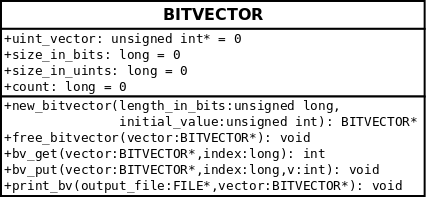 BITVECTOR
+uint_vector: unsigned int* = 0
+size_in_bits: long = 0
+size_in_uints: long = 0
+count: long = 0
+new_bitvector(length_in_bits:unsigned long,
initial_value:unsigned int): BITVECTOR*
+free_bitvector(vector:BITVECTOR*): void
+bv_get(vector:BITVECTOR*,index:long): int
+bv_put(vector:BITVECTOR*,index:long,v:int): void
+print_bv(output_file:FILE*,vector:BITVECTOR*): void